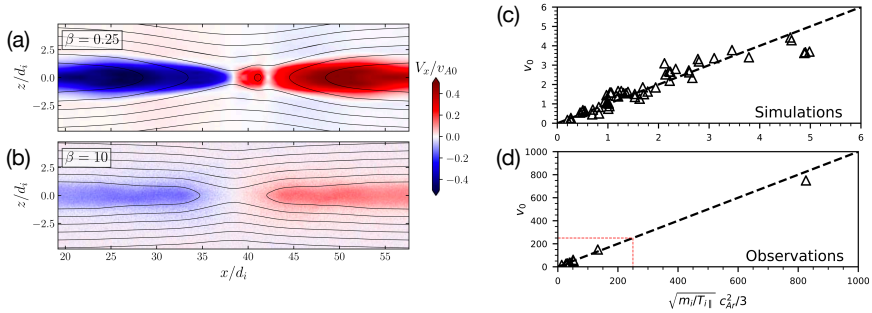 (a)
β = 0.25
z/d_i
5.0
2.5
0.0
−2.5
V_x/v_A0
0.4
0.2
0.0
−0.2
−0.4
(b)
β = 10
z/d_i
2.5
0.0
−2.5
20 25 30 35 40 45 50 55
x/d_i
(c)
v_0
6
5
4
3
2
1
0
Simulations
0 1 2 3 4 5 6
(d)
v_0
1000
800
600
400
200
0
Observations
0 200 400 600 800 1000
√m_i/T_i∥ c²_Ar/3